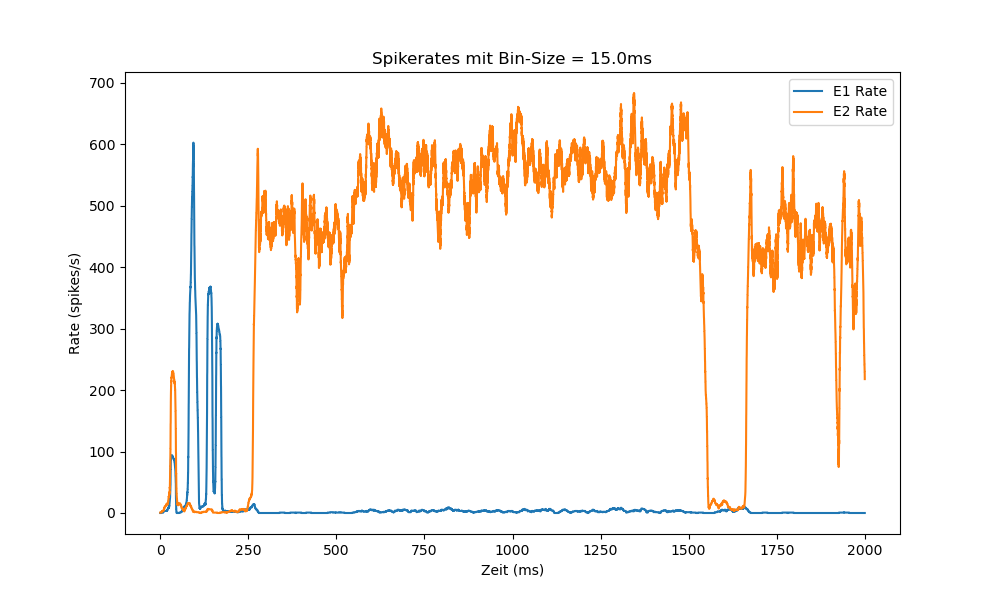 Spikerates mit Bin-Size = 15.0ms
E1 Rate
E2 Rate
700
600
500
400
300
200
100
0
Rate (spikes/s)
0 250 500 750 1000 1250 1500 1750 2000
Zeit (ms)